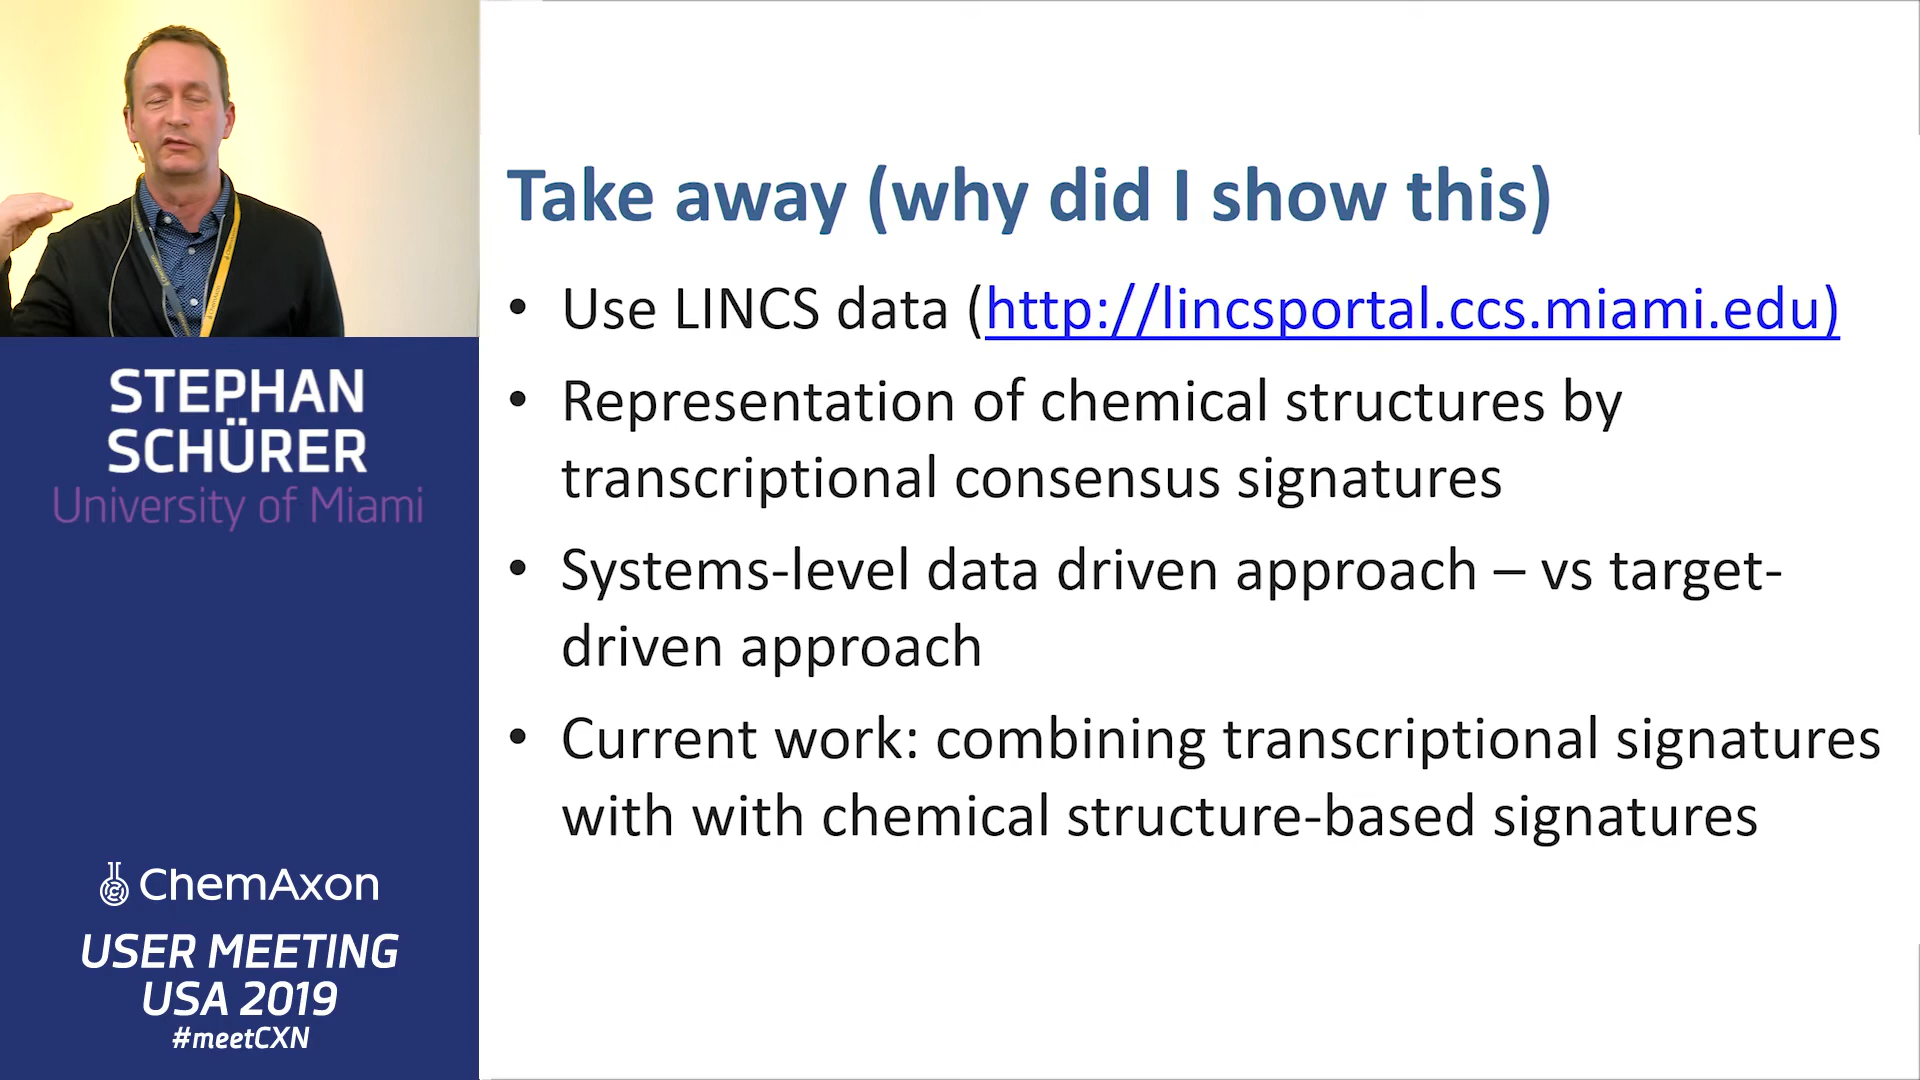 STEPHAN
SCHÜRER
University of Miami
ChemAxon
USER MEETING
USA 2019
#meetCXN
Take away (why did I show this)
• Use LINCS data (http://lincsportal.ccs.miami.edu)
• Representation of chemical structures by
transcriptional consensus signatures
• Systems-level data driven approach – vs target-
driven approach
• Current work: combining transcriptional signatures
with with chemical structure-based signatures